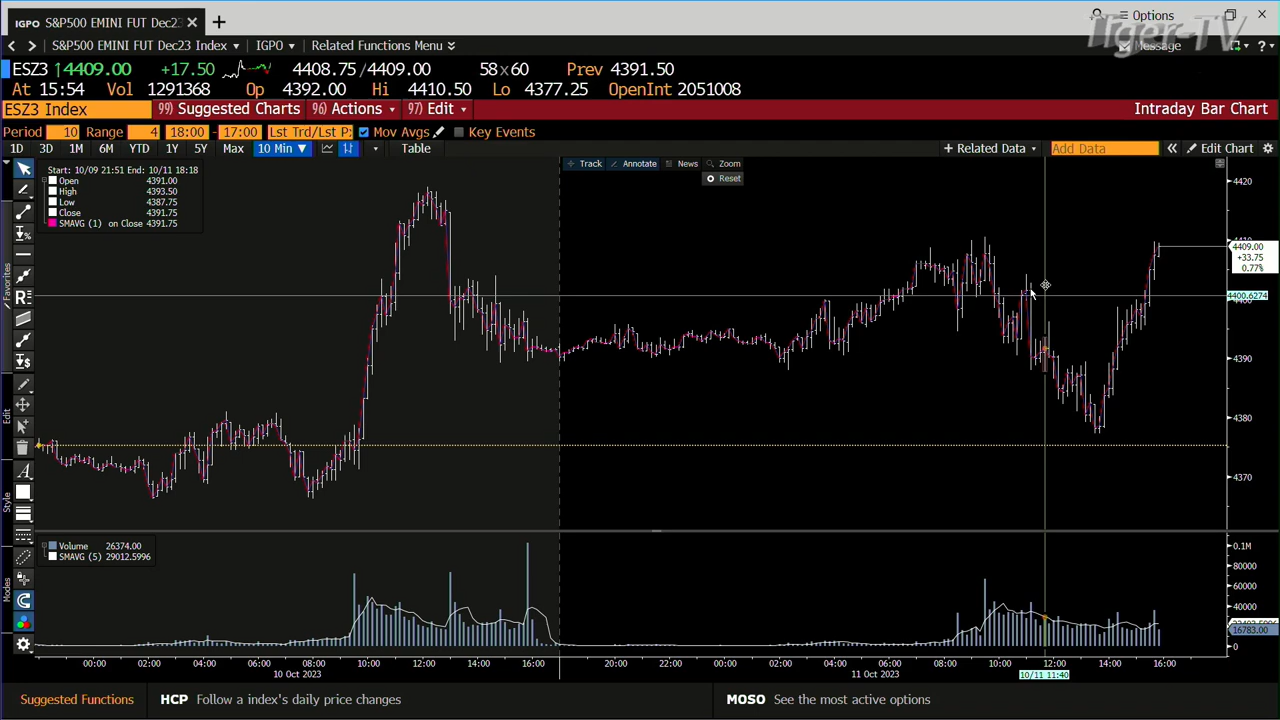 IGPO S&P500 EMINI FUT Dec23 × +
Options
Tiger-TV
< > S&P500 EMINI FUT Dec23 Index IGPO Related Functions Menu
Message ?
ESZ3 ↑4409.00 +17.50 4408.75/4409.00 58×60 Prev 4391.50
At 15:54 Vol 1291368 Op 4392.00 Hi 4410.50 Lo 4377.25 OpenInt 2051008
ESZ3 Index 99) Suggested Charts 96) Actions 97) Edit Intraday Bar Chart
Period 10 Range 4 18:00 - 17:00 Lst Trd/Lst P: Mov Avgs Key Events
1D 3D 1M 6M YTD 1Y 5Y Max 10 Min ▼ Table + Related Data Add Data « Edit Chart
Track Annotate News Zoom
Reset
Start: 10/09 21:51 End: 10/11 18:18
Open 4391.00
High 4393.50
Low 4387.75
Close 4391.75
SMAVG (1) on Close 4391.75
4420
4409.00
+33.75
0.77%
4400.6274
4390
4380
4370
Favorites
Edit
Style
Modes
Volume 26374.00
SMAVG (5) 29012.5996
0.1M
80000
60000
40000
16783.00
0
00:00 02:00 04:00 06:00 08:00 10:00 12:00 14:00 16:00 20:00 22:00 00:00 02:00 04:00 06:00 08:00 10:00 12:00 14:00 16:00
10 Oct 2023 11 Oct 2023 10/11 11:40
Suggested Functions HCP Follow a index's daily price changes MOSO See the most active options